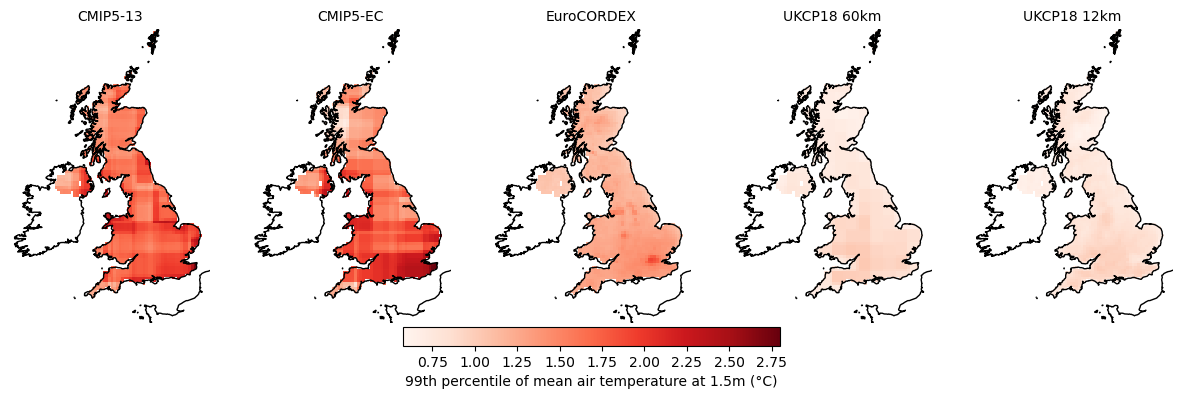 CMIP5-13
CMIP5-EC
EuroCORDEX
UKCP18 60km
UKCP18 12km
0.75 1.00 1.25 1.50 1.75 2.00 2.25 2.50 2.75
99th percentile of mean air temperature at 1.5m (°C)